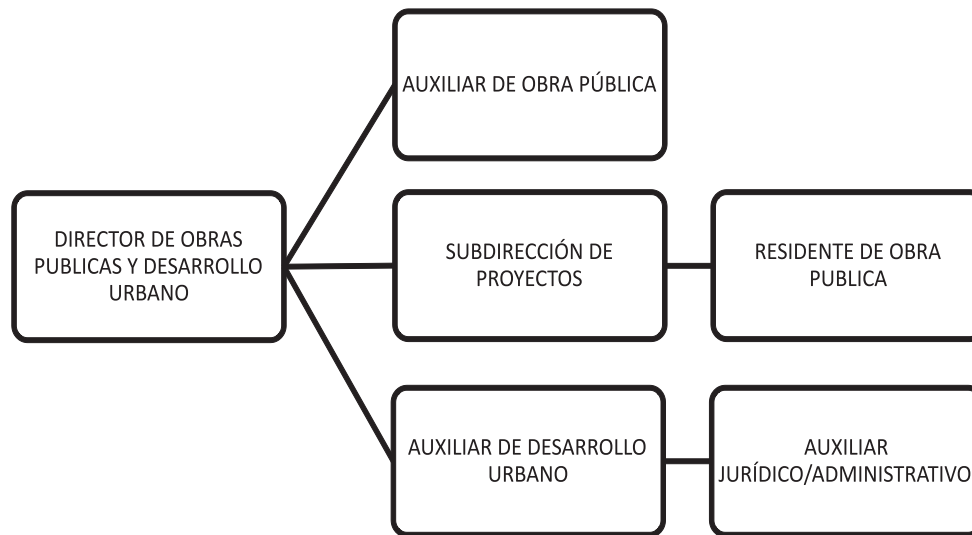 AUXILIAR DE OBRA PÚBLICA
DIRECTOR DE OBRAS
PUBLICAS Y DESARROLLO
URBANO
SUBDIRECCIÓN DE
PROYECTOS
RESIDENTE DE OBRA
PUBLICA
AUXILIAR DE DESARROLLO
URBANO
AUXILIAR
JURÍDICO/ADMINISTRATIVO